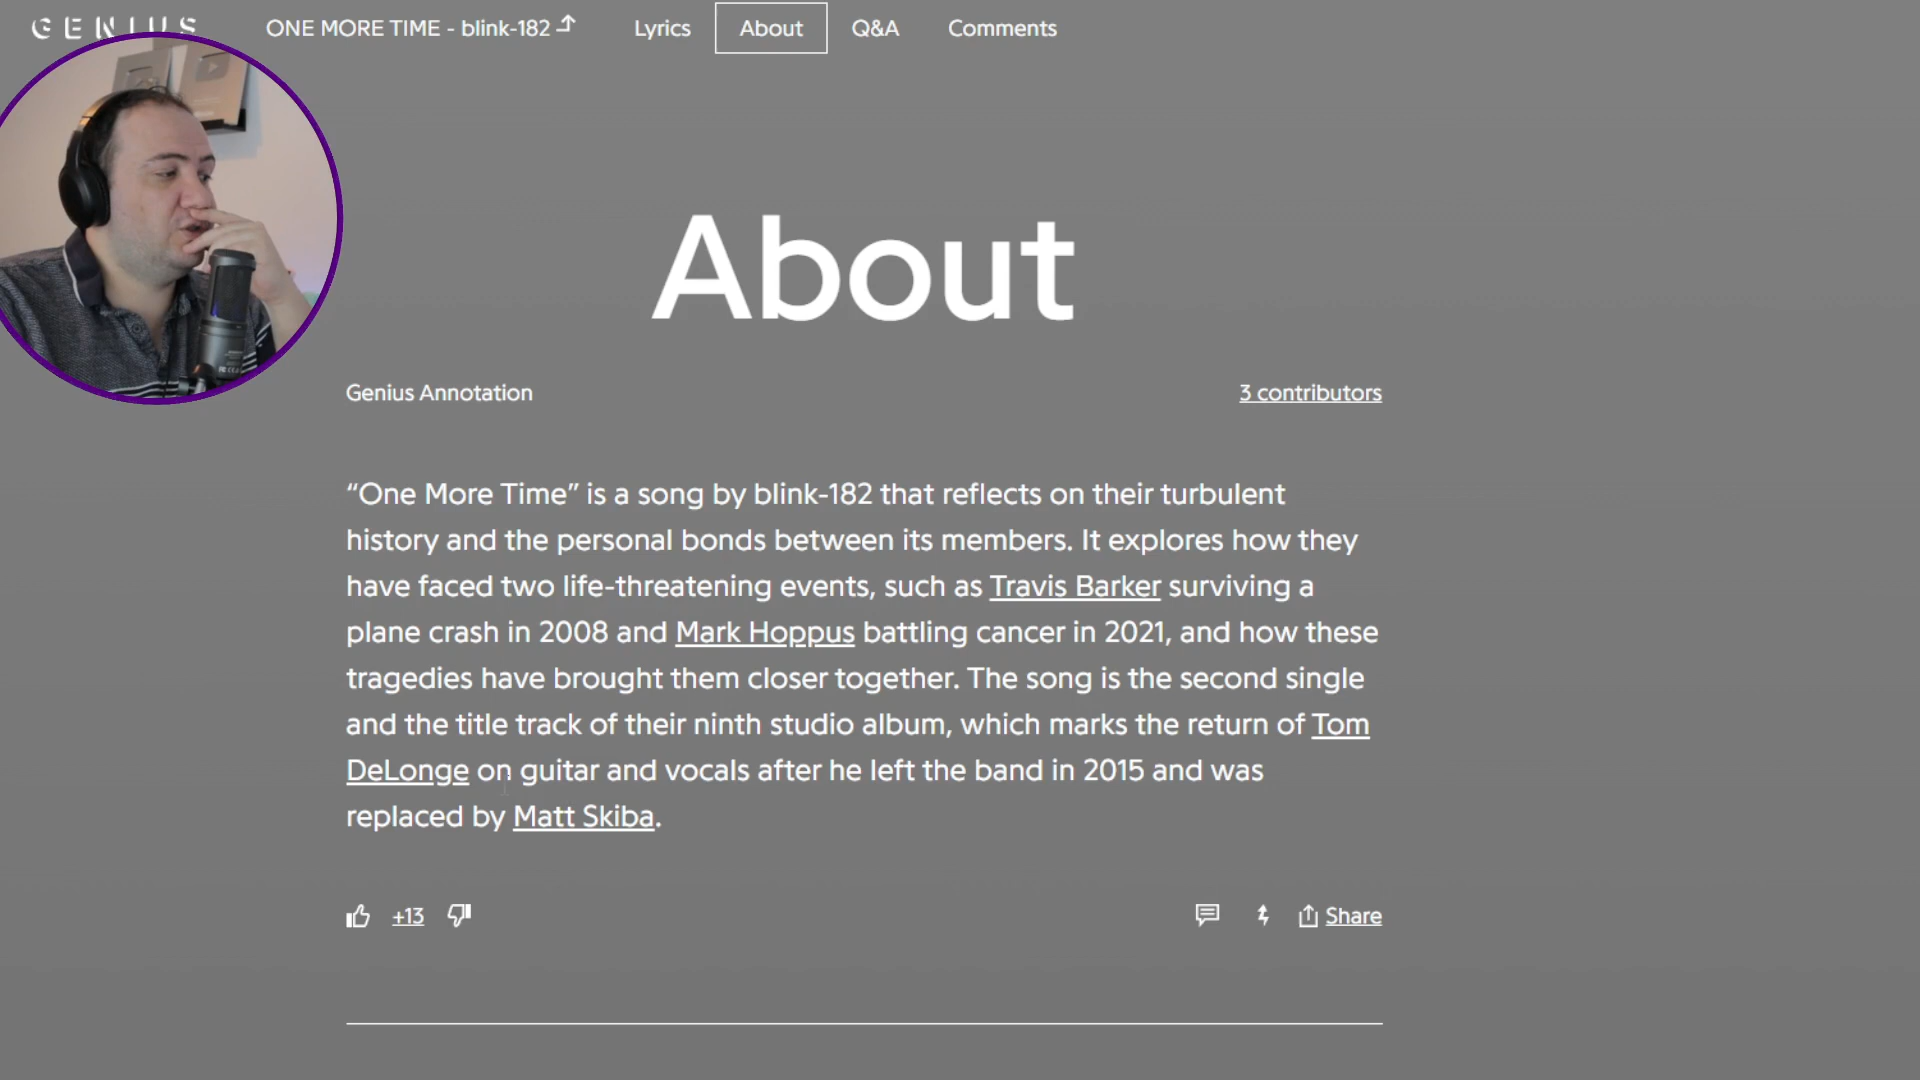 GENIUS
ONE MORE TIME - blink-182 Lyrics About Q&A Comments
About
Genius Annotation 3 contributors
“One More Time” is a song by blink-182 that reflects on their turbulent
history and the personal bonds between its members. It explores how they
have faced two life-threatening events, such as Travis Barker surviving a
plane crash in 2008 and Mark Hoppus battling cancer in 2021, and how these
tragedies have brought them closer together. The song is the second single
and the title track of their ninth studio album, which marks the return of Tom
DeLonge on guitar and vocals after he left the band in 2015 and was
replaced by Matt Skiba.
+13 Share